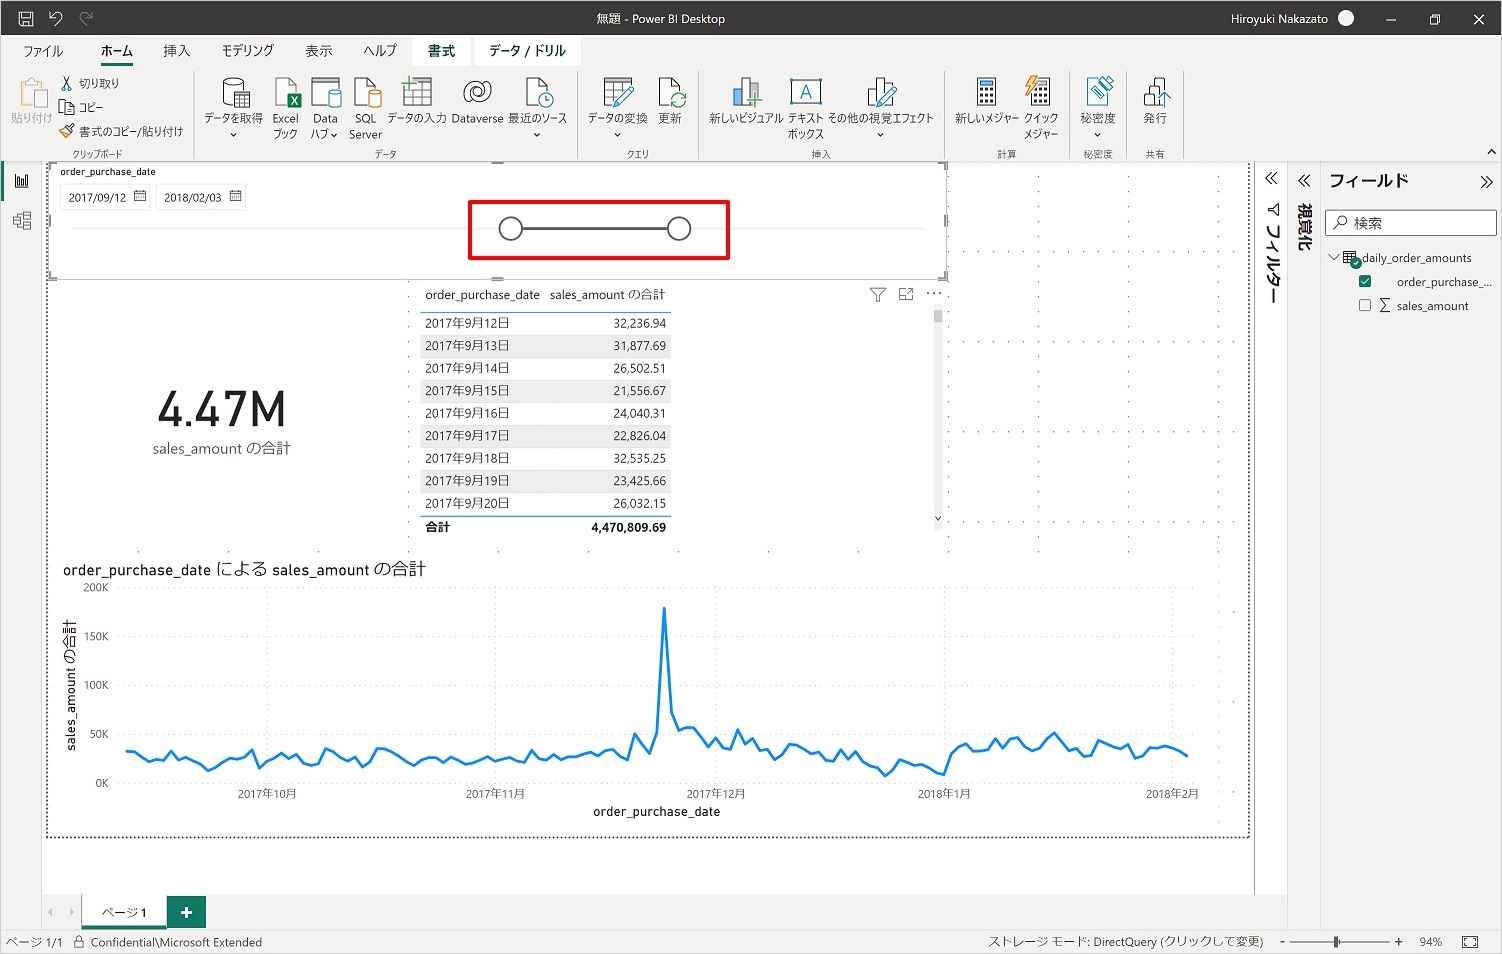 無題 - Power BI Desktop
Hiroyuki Nakazato
ファイル
ホーム
挿入
モデリング
表示
ヘルプ
書式
データ / ドリル
貼り付け
切り取り
コピー
書式のコピー/貼り付け
クリップボード
データを取得
Excel
ブック
Data
ハブ
SQL
Server
データの入力
Dataverse
最近のソース
データ
データの変換
更新
クエリ
新しいビジュアル
テキスト
ボックス
その他の視覚エフェクト
挿入
新しいメジャー
クイック
メジャー
計算
秘密度
秘密度
発行
共有
order_purchase_date
2017/09/12
2018/02/03
4.47M
sales_amount の合計
order_purchase_date sales_amount の合計
2017年9月12日 32,236.94
2017年9月13日 31,877.69
2017年9月14日 26,502.51
2017年9月15日 21,556.67
2017年9月16日 24,040.31
2017年9月17日 22,826.04
2017年9月18日 32,535.25
2017年9月19日 23,425.66
2017年9月20日 26,032.15
合計 4,470,809.69
order_purchase_date による sales_amount の合計
sales_amount の合計
200K
150K
100K
50K
0K
2017年10月
2017年11月
2017年12月
2018年1月
2018年2月
order_purchase_date
フィルター
視覚化
フィールド
検索
daily_order_amounts
order_purchase_...
sales_amount
ページ 1
ページ 1/1
Confidential\Microsoft Extended
ストレージ モード: DirectQuery (クリックして変更)
- +
94%